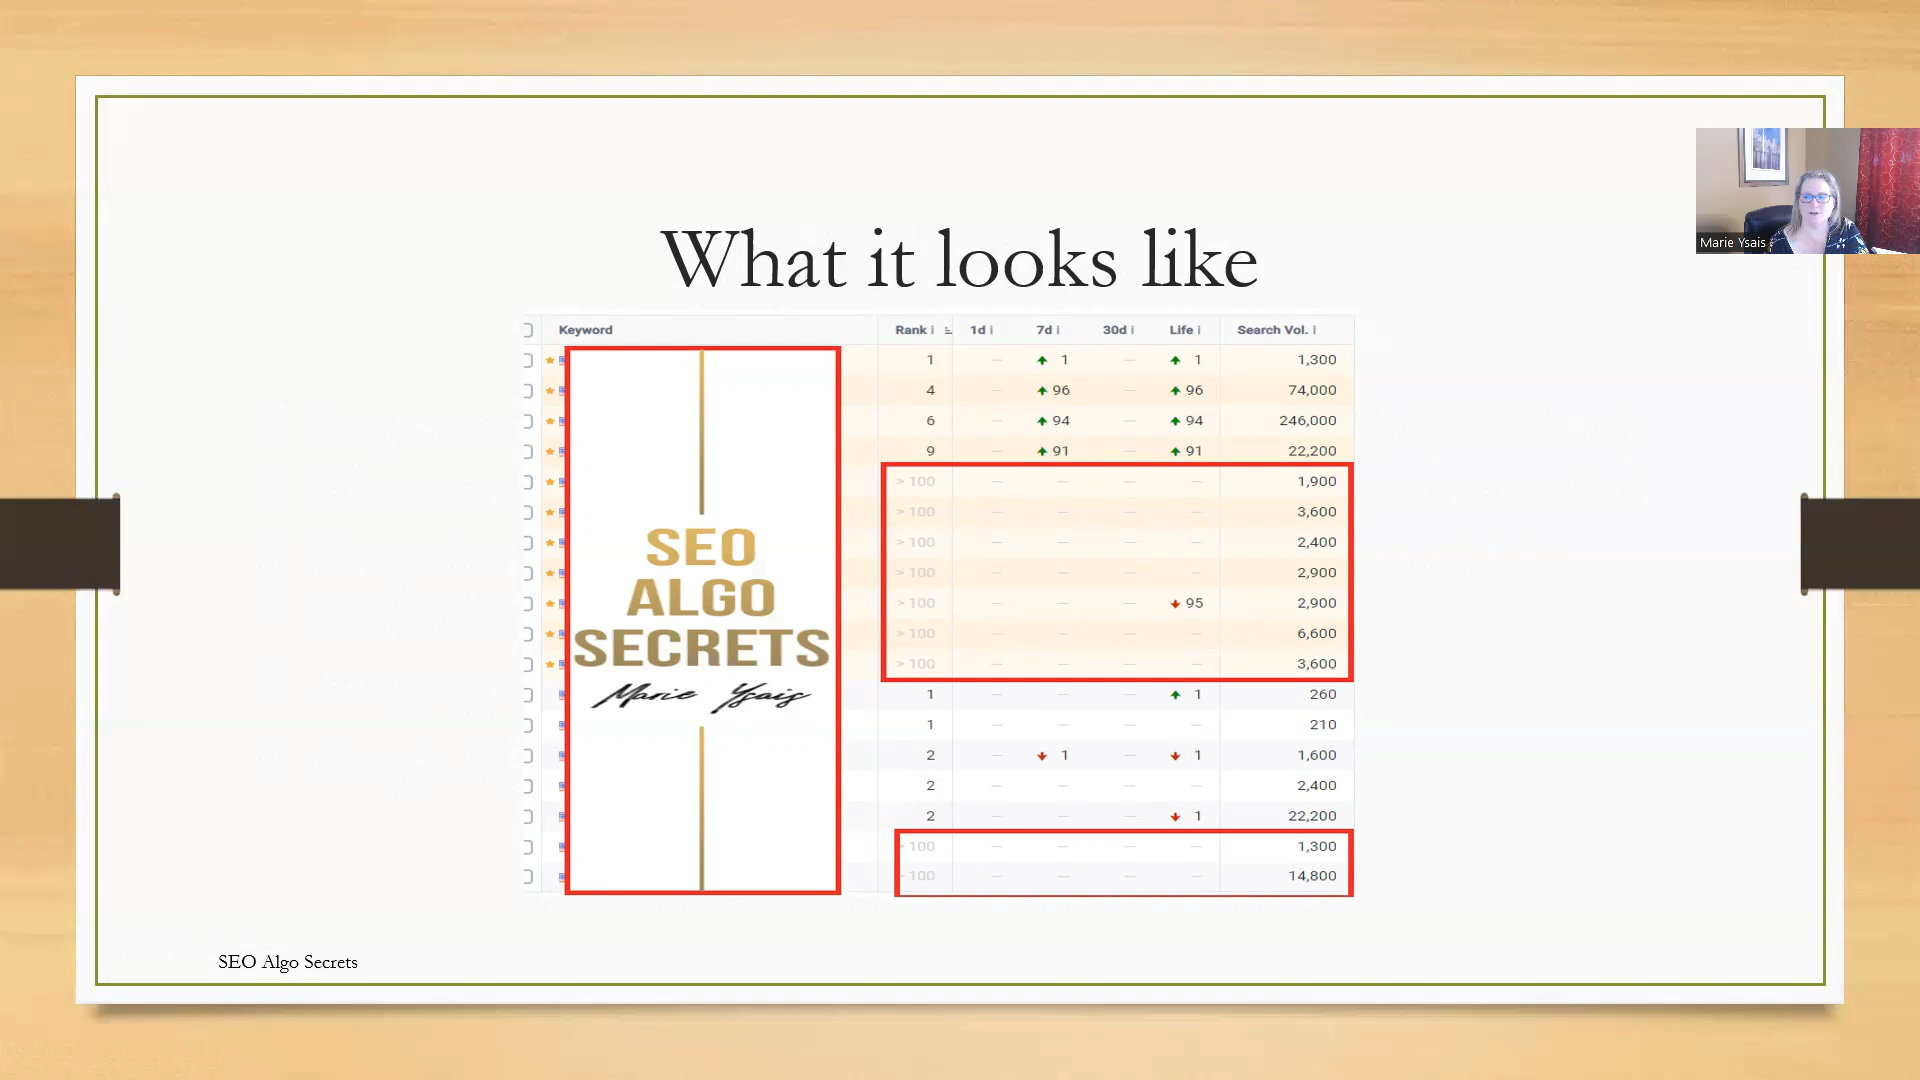 Marie Ysais
What it looks like
Keyword Rank 1d 7d 30d Life Search Vol.
1 — 1 — 1 1,300
4 — 96 — 96 74,000
6 — 94 — 94 246,000
9 — 91 — 91 22,200
> 100 — — — — 1,900
> 100 — — — — 3,600
> 100 — — — — 2,400
> 100 — — — — 2,900
> 100 — — — 95 2,900
> 100 — — — — 6,600
> 100 — — — — 3,600
1 — — — 1 260
1 — — — — 210
2 — 1 — 1 1,600
2 — — — — 2,400
2 — — — 1 22,200
> 100 — — — — 1,300
> 100 — — — — 14,800
SEO
ALGO
SECRETS
Marie Ysais
SEO Algo Secrets